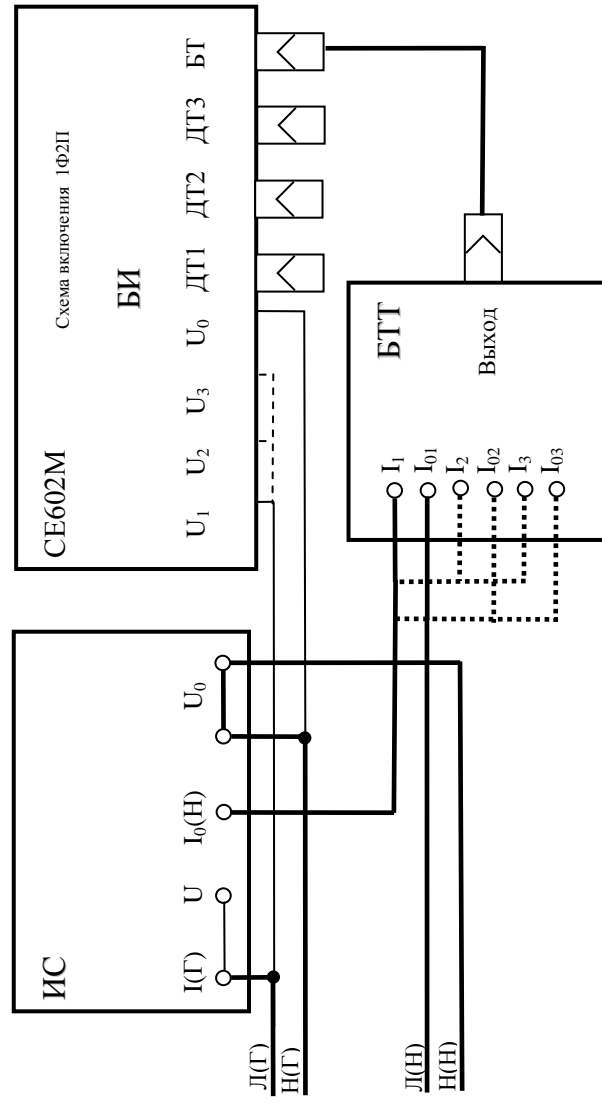 СЕ602М
Схема включения 1Ф2П
БИ
U₁ U₂ U₃ U₀ ДТ1 ДТ2 ДТ3 БТ
ИС
I(Г) U I₀(Н) U₀
БТТ
Выход
I₁
I₀₁
I₂
I₀₂
I₃
I₀₃
Л(Г)
Н(Г)
Л(Н)
Н(Н)